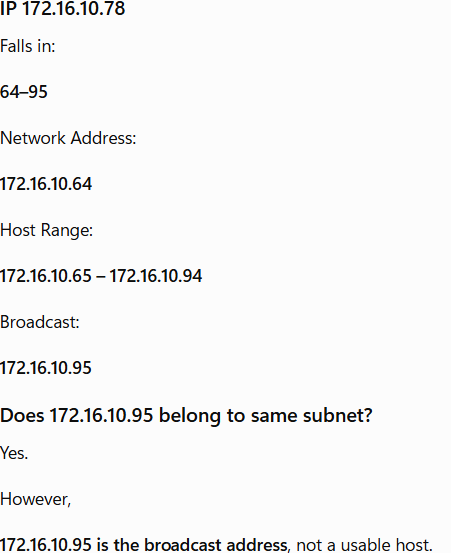 IP 172.16.10.78
Falls in:
64–95
Network Address:
172.16.10.64
Host Range:
172.16.10.65 – 172.16.10.94
Broadcast:
172.16.10.95
Does 172.16.10.95 belong to same subnet?
Yes.
However,
172.16.10.95 is the broadcast address, not a usable host.